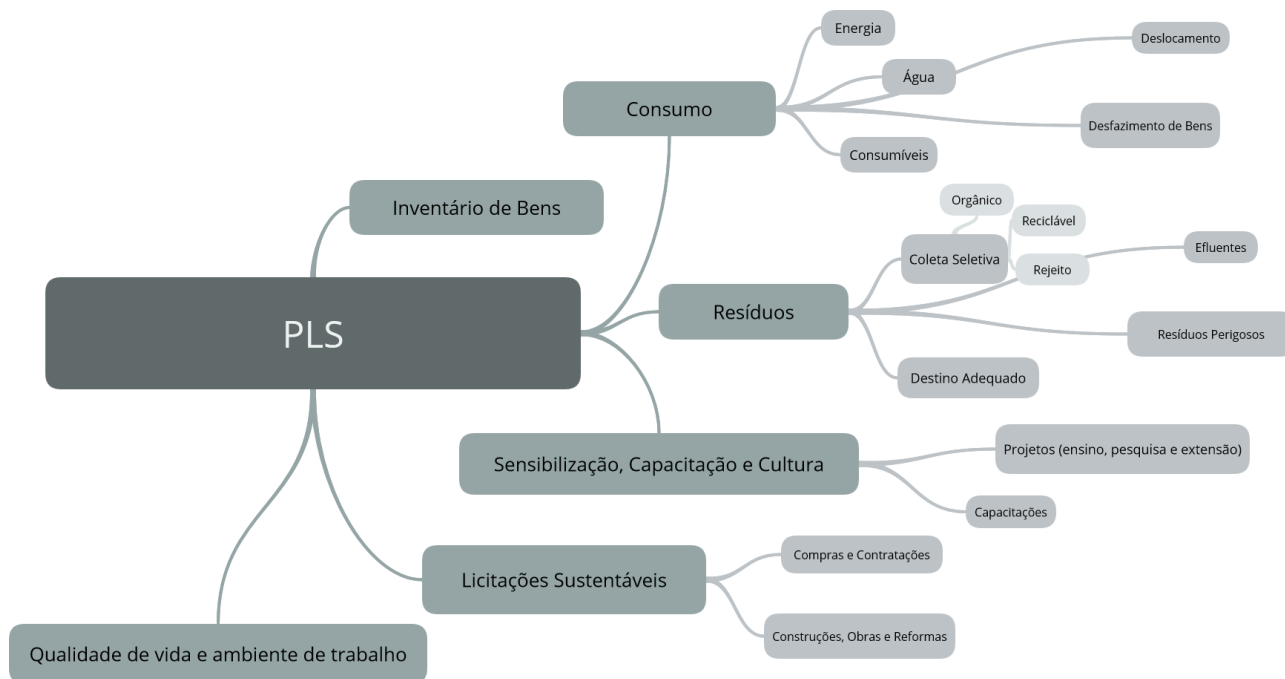 PLS
Inventário de Bens
Consumo
Energia
Água
Deslocamento
Desfazimento de Bens
Consumíveis
Resíduos
Coleta Seletiva
Orgânico
Reciclável
Rejeito
Efluentes
Resíduos Perigosos
Destino Adequado
Sensibilização, Capacitação e Cultura
Projetos (ensino, pesquisa e extensão)
Capacitações
Licitações Sustentáveis
Compras e Contratações
Construções, Obras e Reformas
Qualidade de vida e ambiente de trabalho